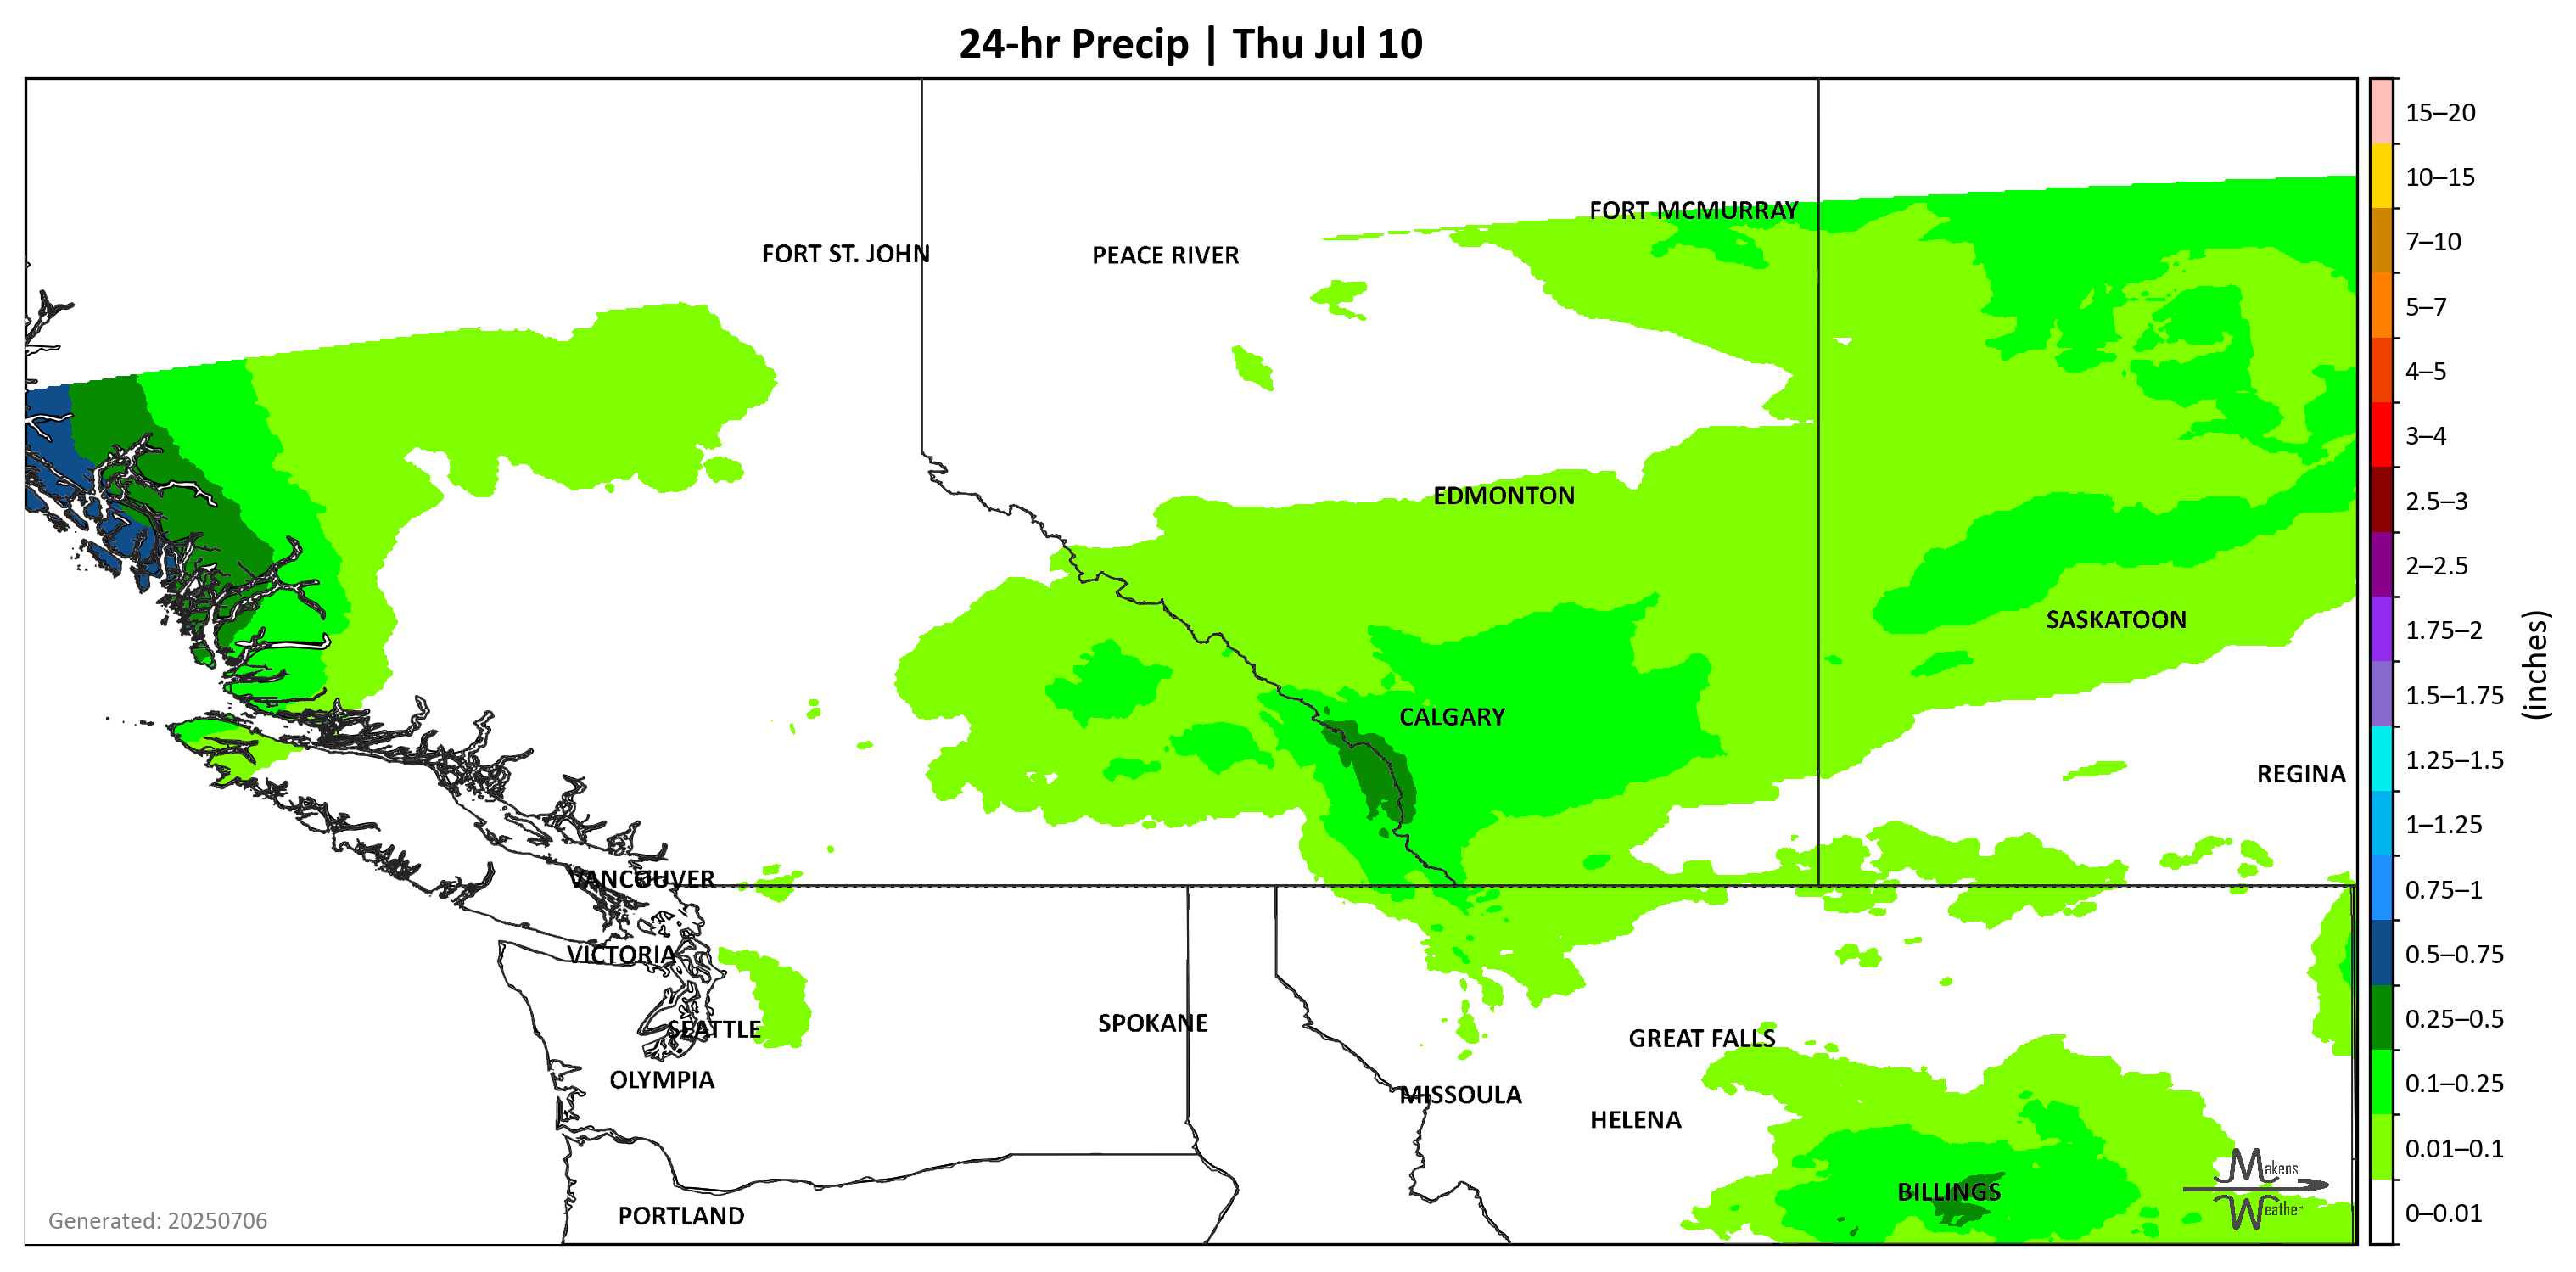 24-hr Precip | Thu Jul 10
FORT MCMURRAY
FORT ST. JOHN
PEACE RIVER
EDMONTON
SASKATOON
CALGARY
REGINA
VANCOUVER
VICTORIA
SPOKANE
SEATTLE
GREAT FALLS
OLYMPIA
MISSOULA
HELENA
BILLINGS
PORTLAND
Makens
Weather
Generated: 20250706
15–20
10–15
7–10
5–7
4–5
3–4
2.5–3
2–2.5
1.75–2
1.5–1.75
1.25–1.5
1–1.25
0.75–1
0.5–0.75
0.25–0.5
0.1–0.25
0.01–0.1
0–0.01
(inches)